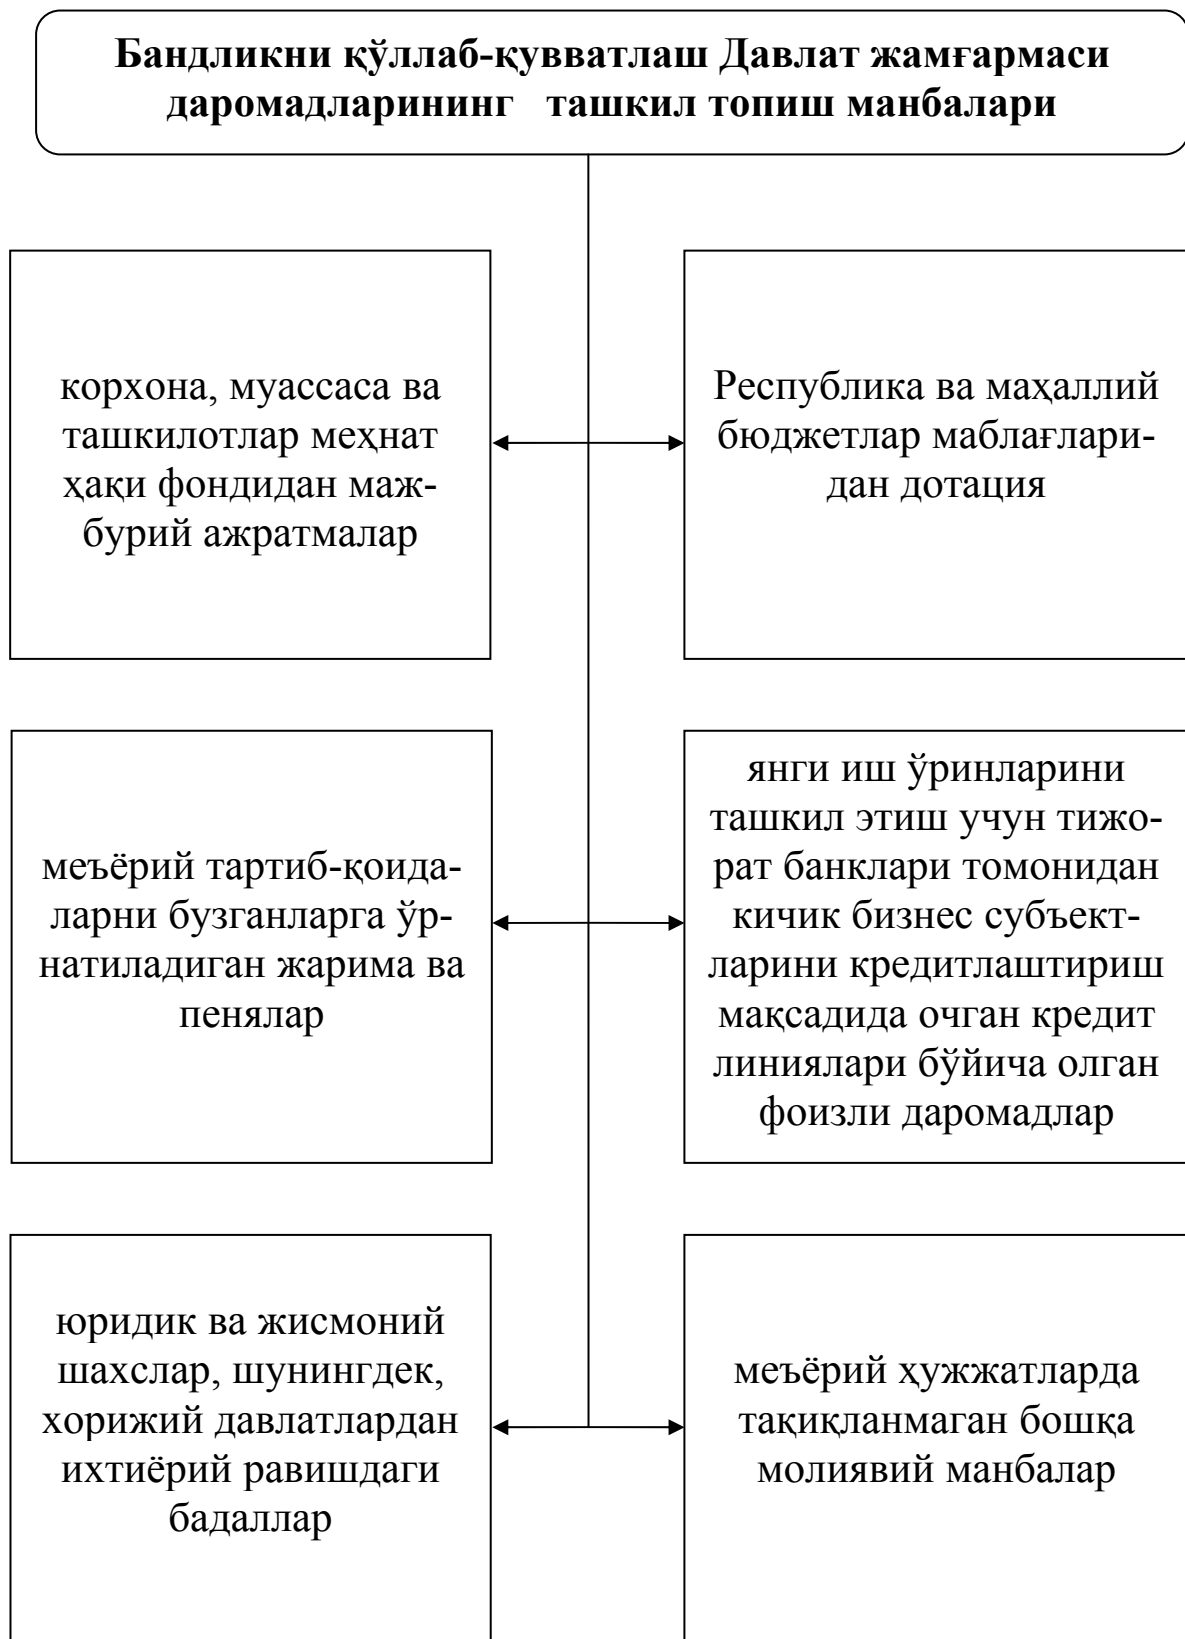 Бандликни қўллаб-қувватлаш Давлат жамғармаси
даромадларининг ташкил топиш манбалари
корхона, муассаса ва
ташкилотлар меҳнат
ҳақи фондидан маж-
бурий ажратмалар
Республика ва маҳаллий
бюджетлар маблағлари-
дан дотация
меъёрий тартиб-қоида-
ларни бузганларга ўр-
натиладиган жарима ва
пенялар
янги иш ўринларини
ташкил этиш учун тижо-
рат банклари томонидан
кичик бизнес субъект-
ларини кредитлаштириш
мақсадида очган кредит
линиялари бўйича олган
фоизли даромадлар
юридик ва жисмоний
шахслар, шунингдек,
хорижий давлатлардан
ихтиёрий равишдаги
бадаллар
меъёрий ҳужжатларда
тақиқланмаган бошқа
молиявий манбалар